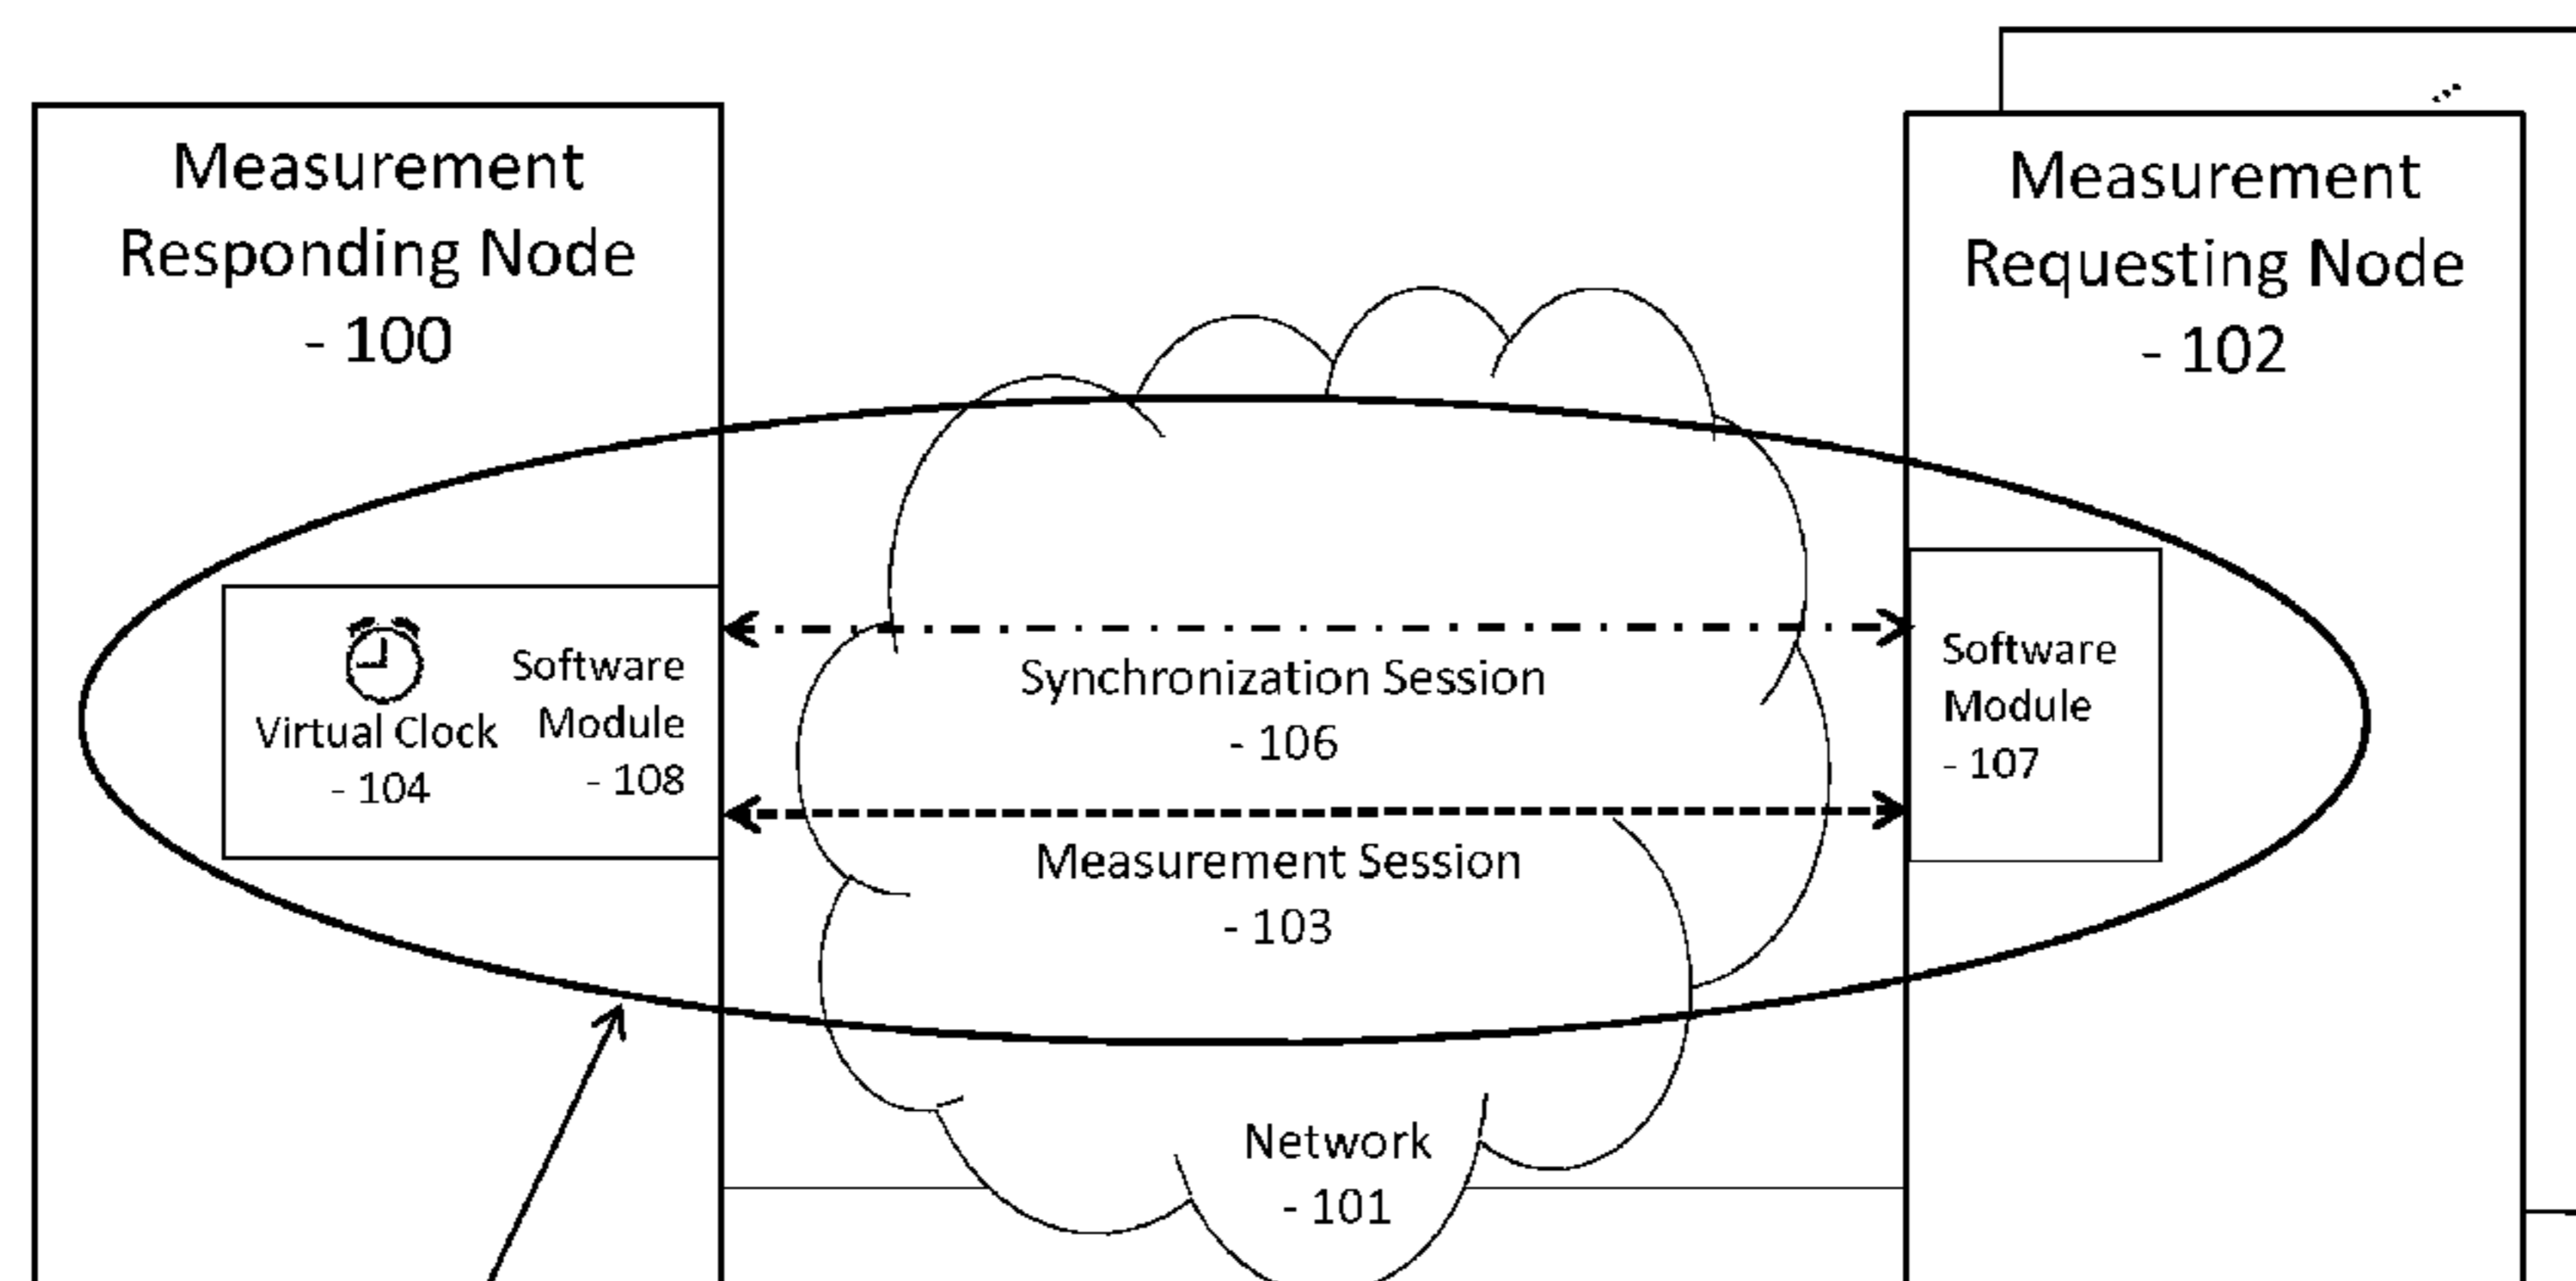 Measurement
Responding Node
- 100
Measurement
Requesting Node
- 102
...
Virtual Clock
- 104
Software
Module
- 108
Synchronization Session
- 106
Measurement Session
- 103
Software
Module
- 107
Network
- 101